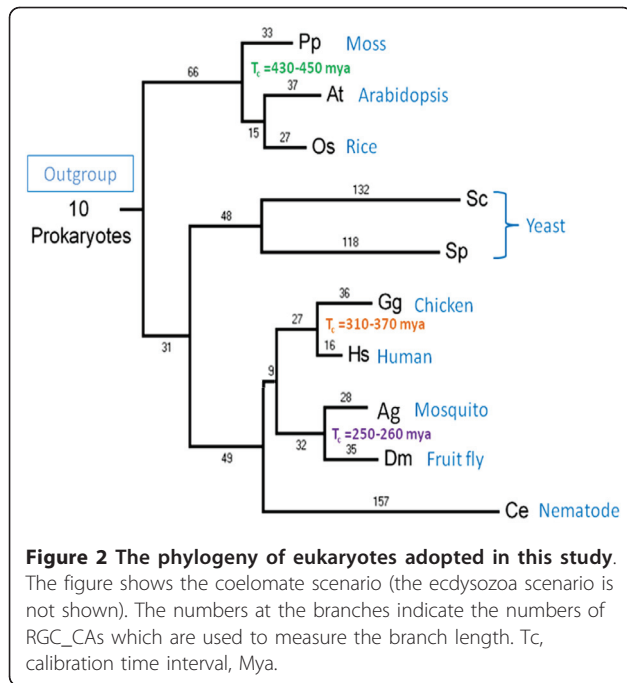 33
Pp Moss
66
Tc =430-450 mya
37
At Arabidopsis
15
27
Os Rice
Outgroup
10
Prokaryotes
132
Sc
48
Yeast
118
Sp
36
Gg Chicken
27
Tc =310-370 mya
16
Hs Human
31
9
28
Ag Mosquito
Tc =250-260 mya
32
35
Dm Fruit fly
49
157
Ce Nematode
Figure 2 The phylogeny of eukaryotes adopted in this study.
The figure shows the coelomate scenario (the ecdysozoa scenario is
not shown). The numbers at the branches indicate the numbers of
RGC_CAs which are used to measure the branch length. Tc,
calibration time interval, Mya.